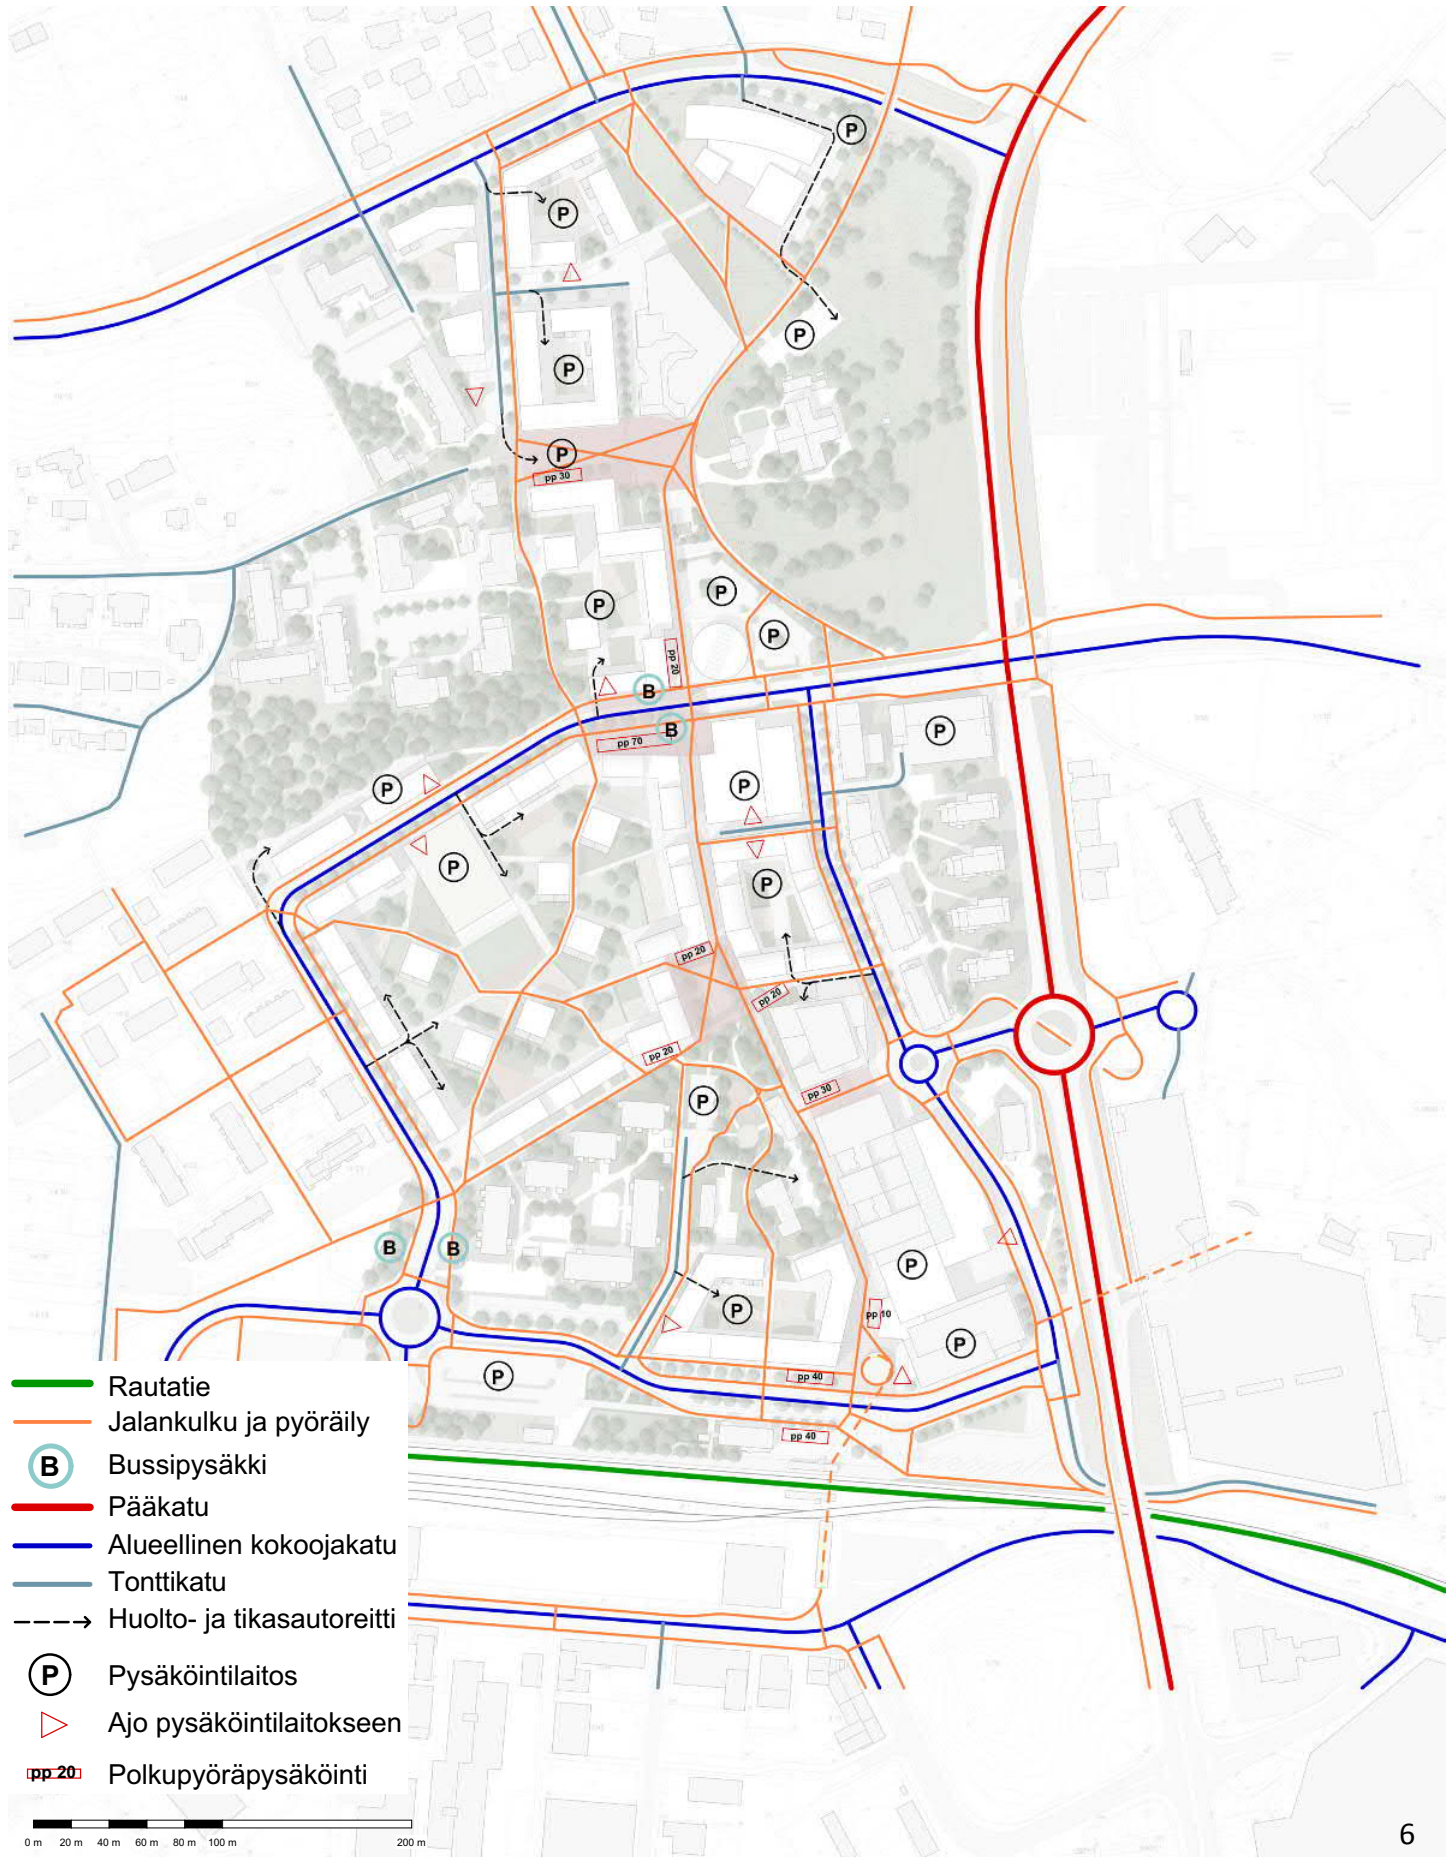 P
P
P
P
P
pp 30
P
P
P
pp 20
B
B
pp 70
P
P
P
P
P
P
pp 20
pp 20
pp 20
pp 30
P
B
B
P
P
pp 10
P
P
pp 40
pp 40
Rautatie
Jalankulku ja pyöräily
B Bussipysäkki
Pääkatu
Alueellinen kokoojakatu
Tonttikatu
Huolto- ja tikasautoreitti
P Pysäköintilaitos
Ajo pysäköintilaitokseen
pp 20 Polkupyöräpysäköinti
0 m 20 m 40 m 60 m 80 m 100 m 200 m
6